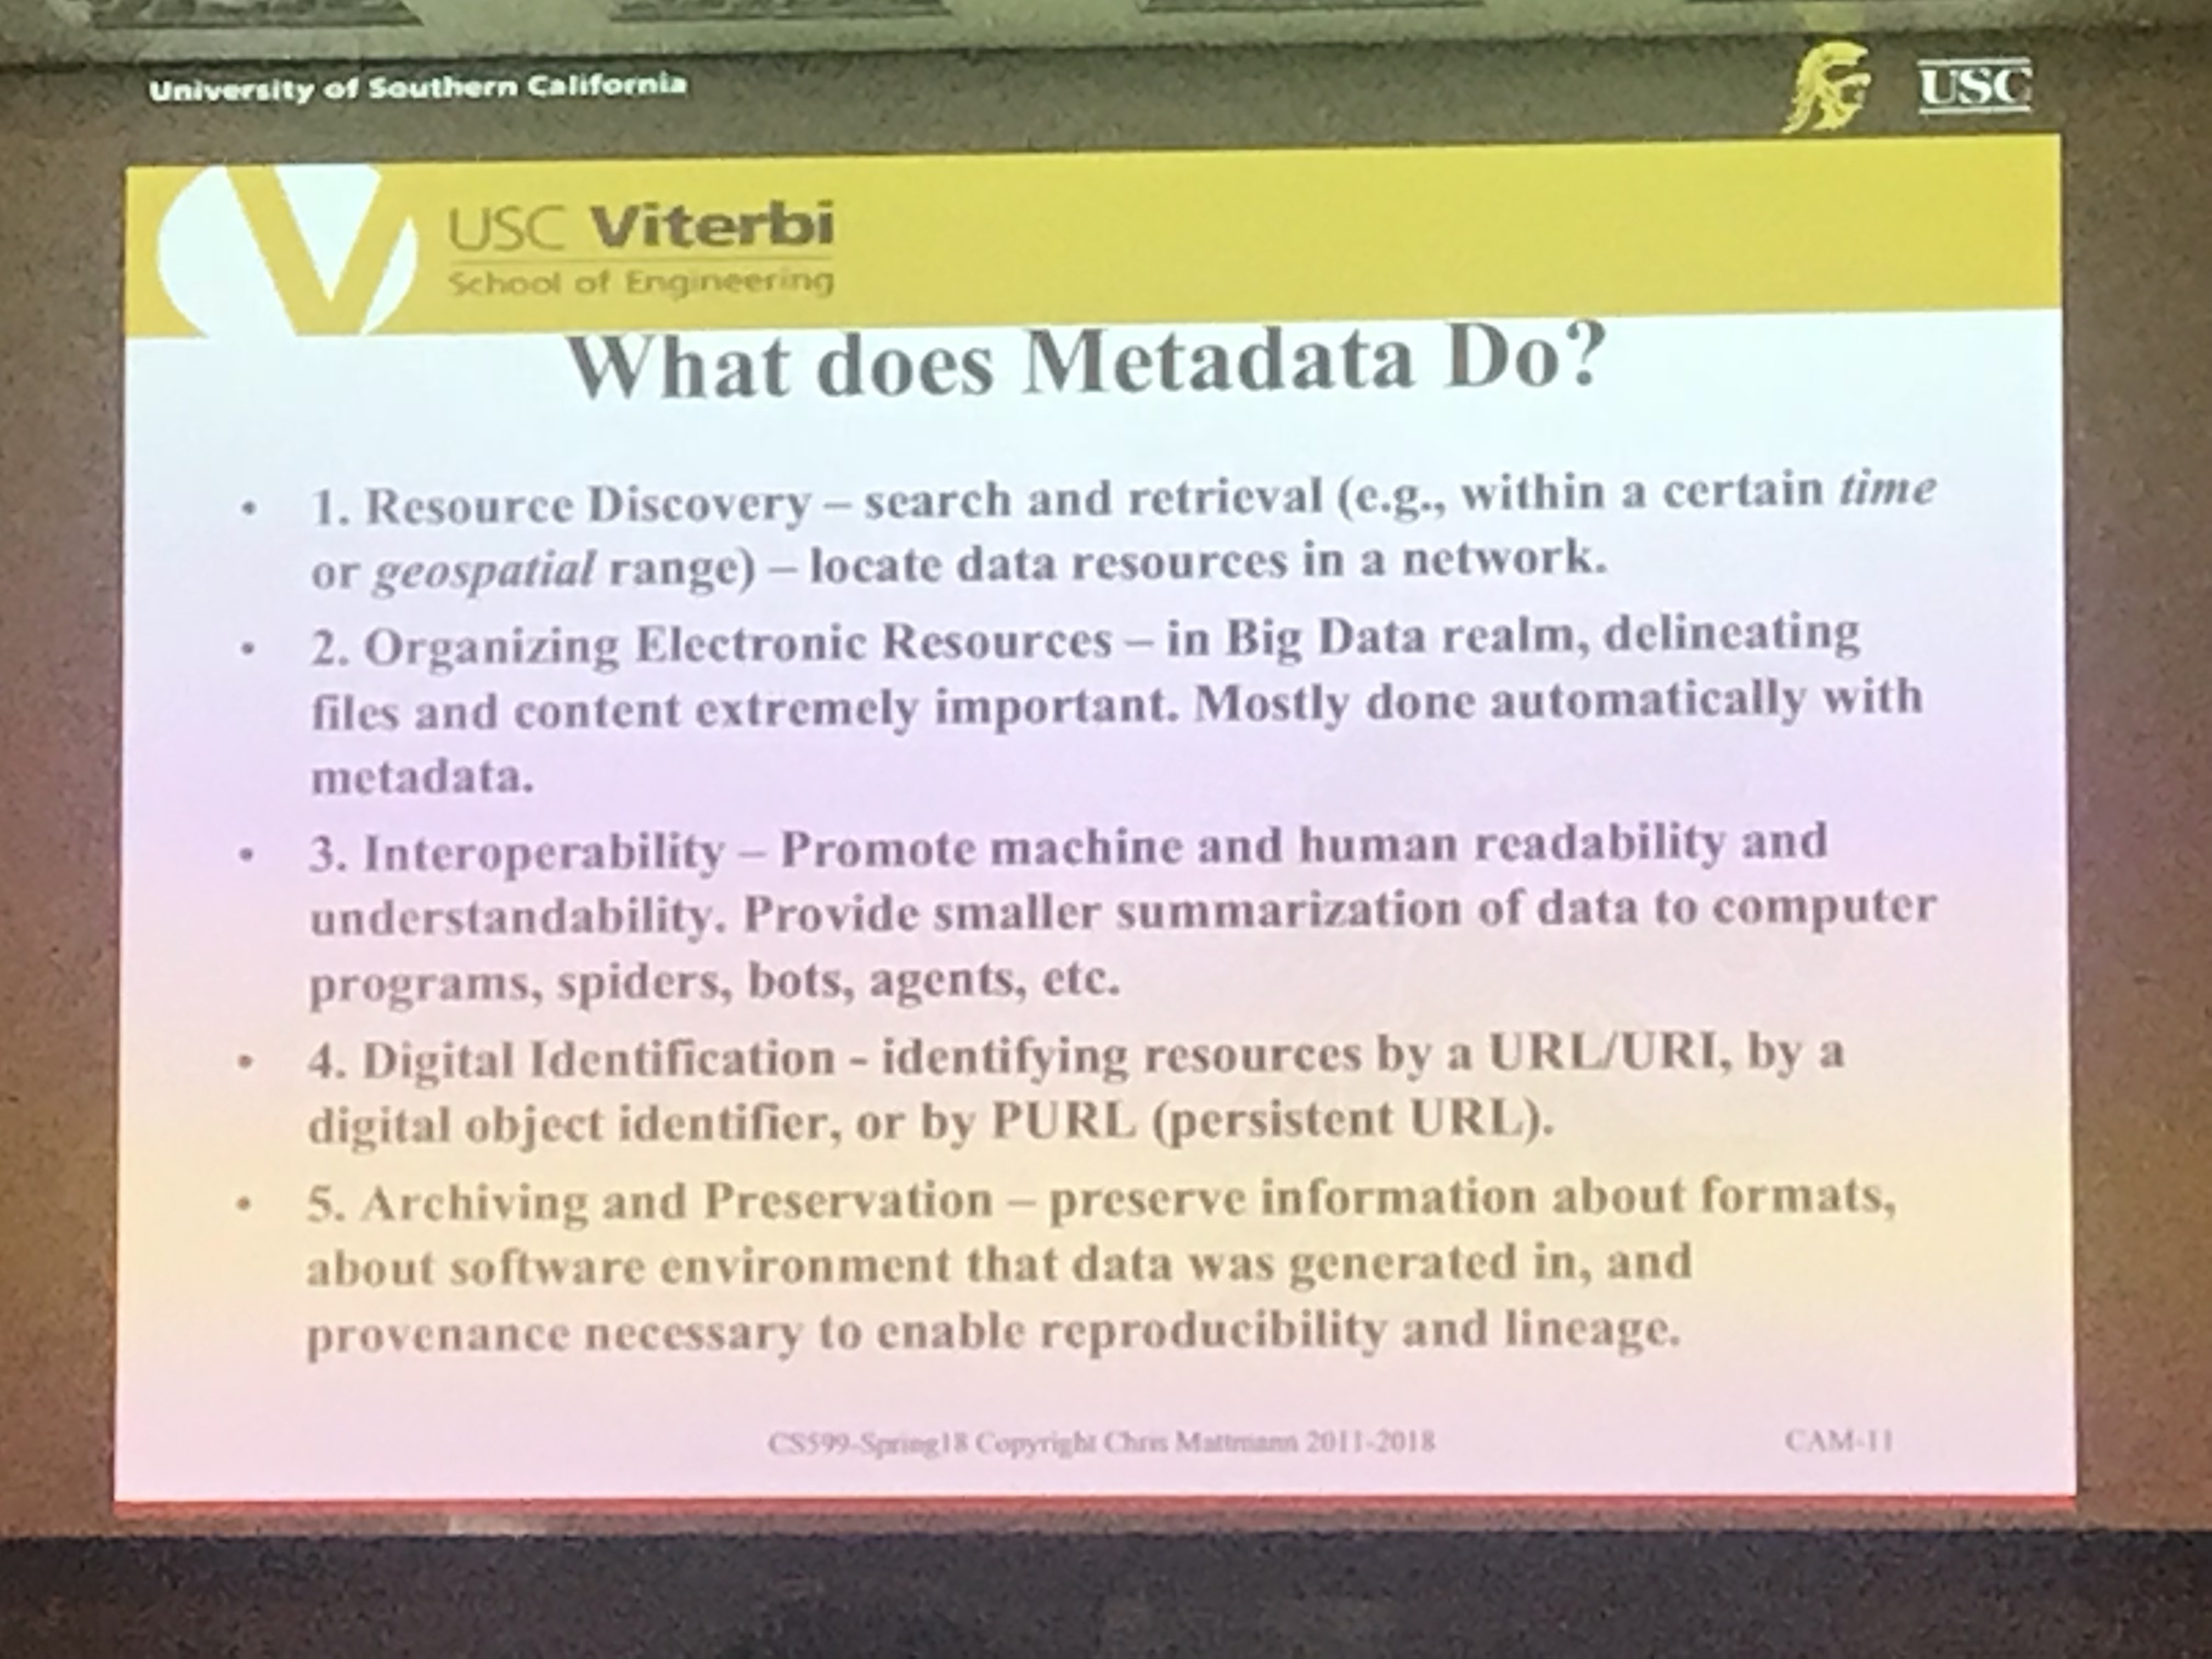 University of Southern California
USC
USC Viterbi
School of Engineering
What does Metadata Do?
• 1. Resource Discovery – search and retrieval (e.g., within a certain time
or geospatial range) – locate data resources in a network.
• 2. Organizing Electronic Resources – in Big Data realm, delineating
files and content extremely important. Mostly done automatically with
metadata.
• 3. Interoperability – Promote machine and human readability and
understandability. Provide smaller summarization of data to computer
programs, spiders, bots, agents, etc.
• 4. Digital Identification - identifying resources by a URL/URI, by a
digital object identifier, or by PURL (persistent URL).
• 5. Archiving and Preservation – preserve information about formats,
about software environment that data was generated in, and
provenance necessary to enable reproducibility and lineage.
CS599-Spring18 Copyright Chris Mattmann 2011-2018
CAM-11